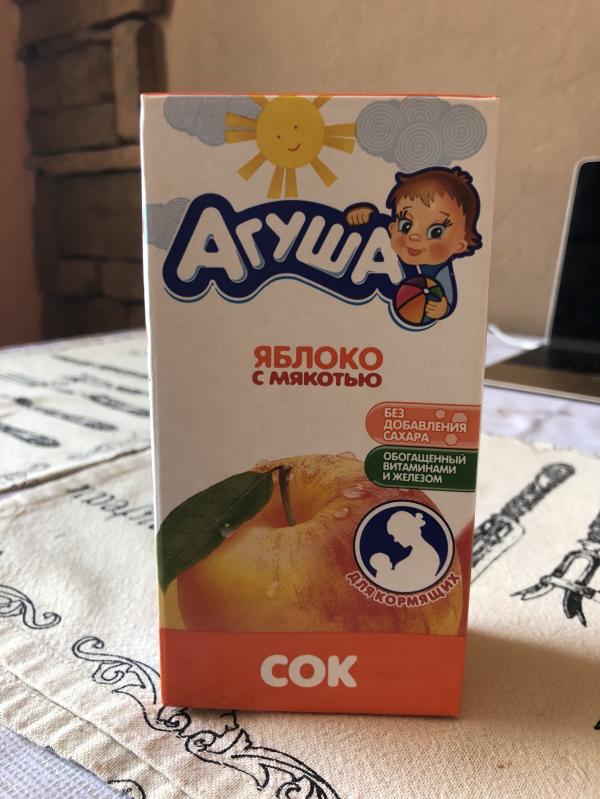 АГУША
ЯБЛОКО
С МЯКОТЬЮ
БЕЗ
ДОБАВЛЕНИЯ
САХАРА
ОБОГАЩЕННЫЙ
ВИТАМИНАМИ
И ЖЕЛЕЗОМ
ДЛЯ КОРМЯЩИХ
СОК